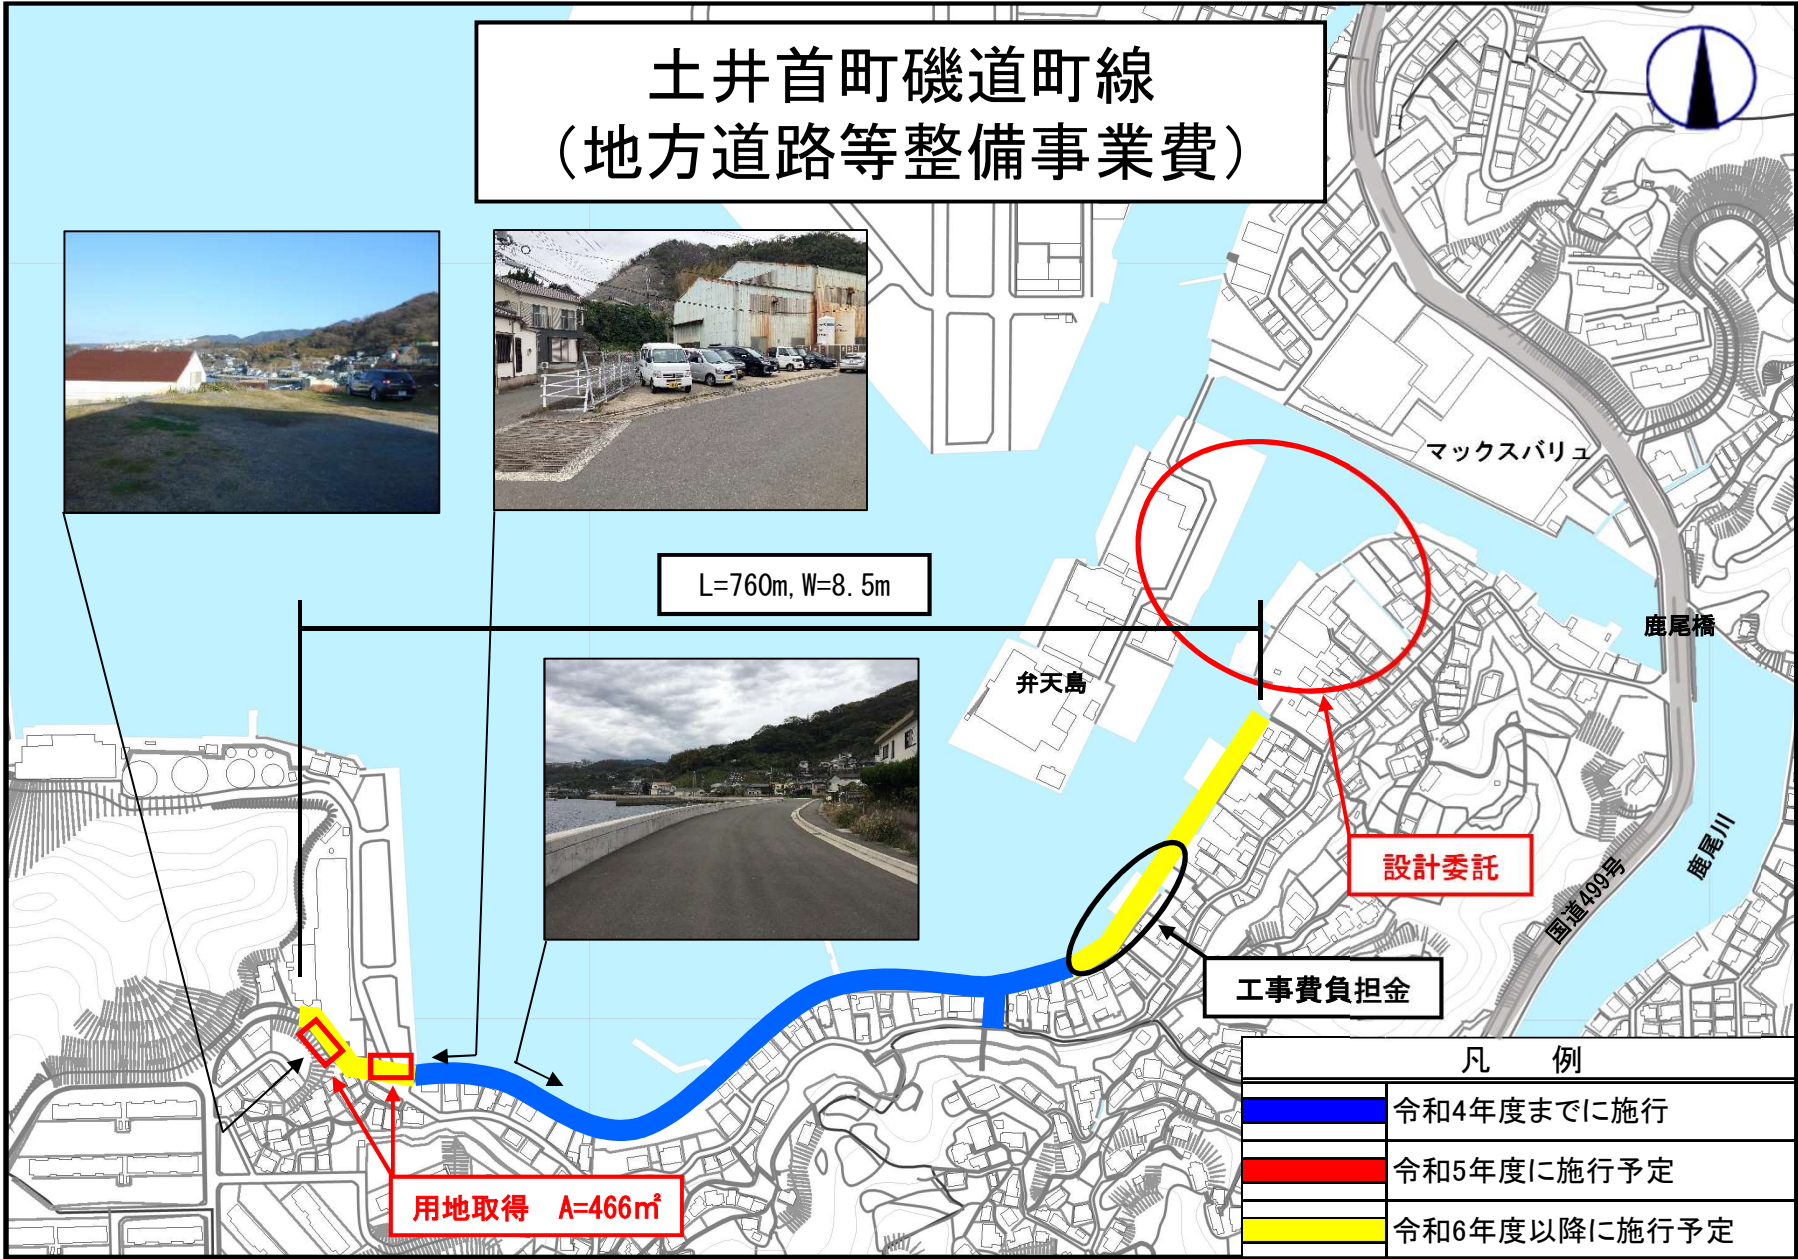 土井首町磯道町線
（地方道路等整備事業費）
マックスバリュ
L=760m, W=8.5m
鹿尾橋
弁天島
設計委託
鹿尾川
国道499号
工事費負担金
用地取得　A=466㎡
凡　例
令和4年度までに施行
令和5年度に施行予定
令和6年度以降に施行予定